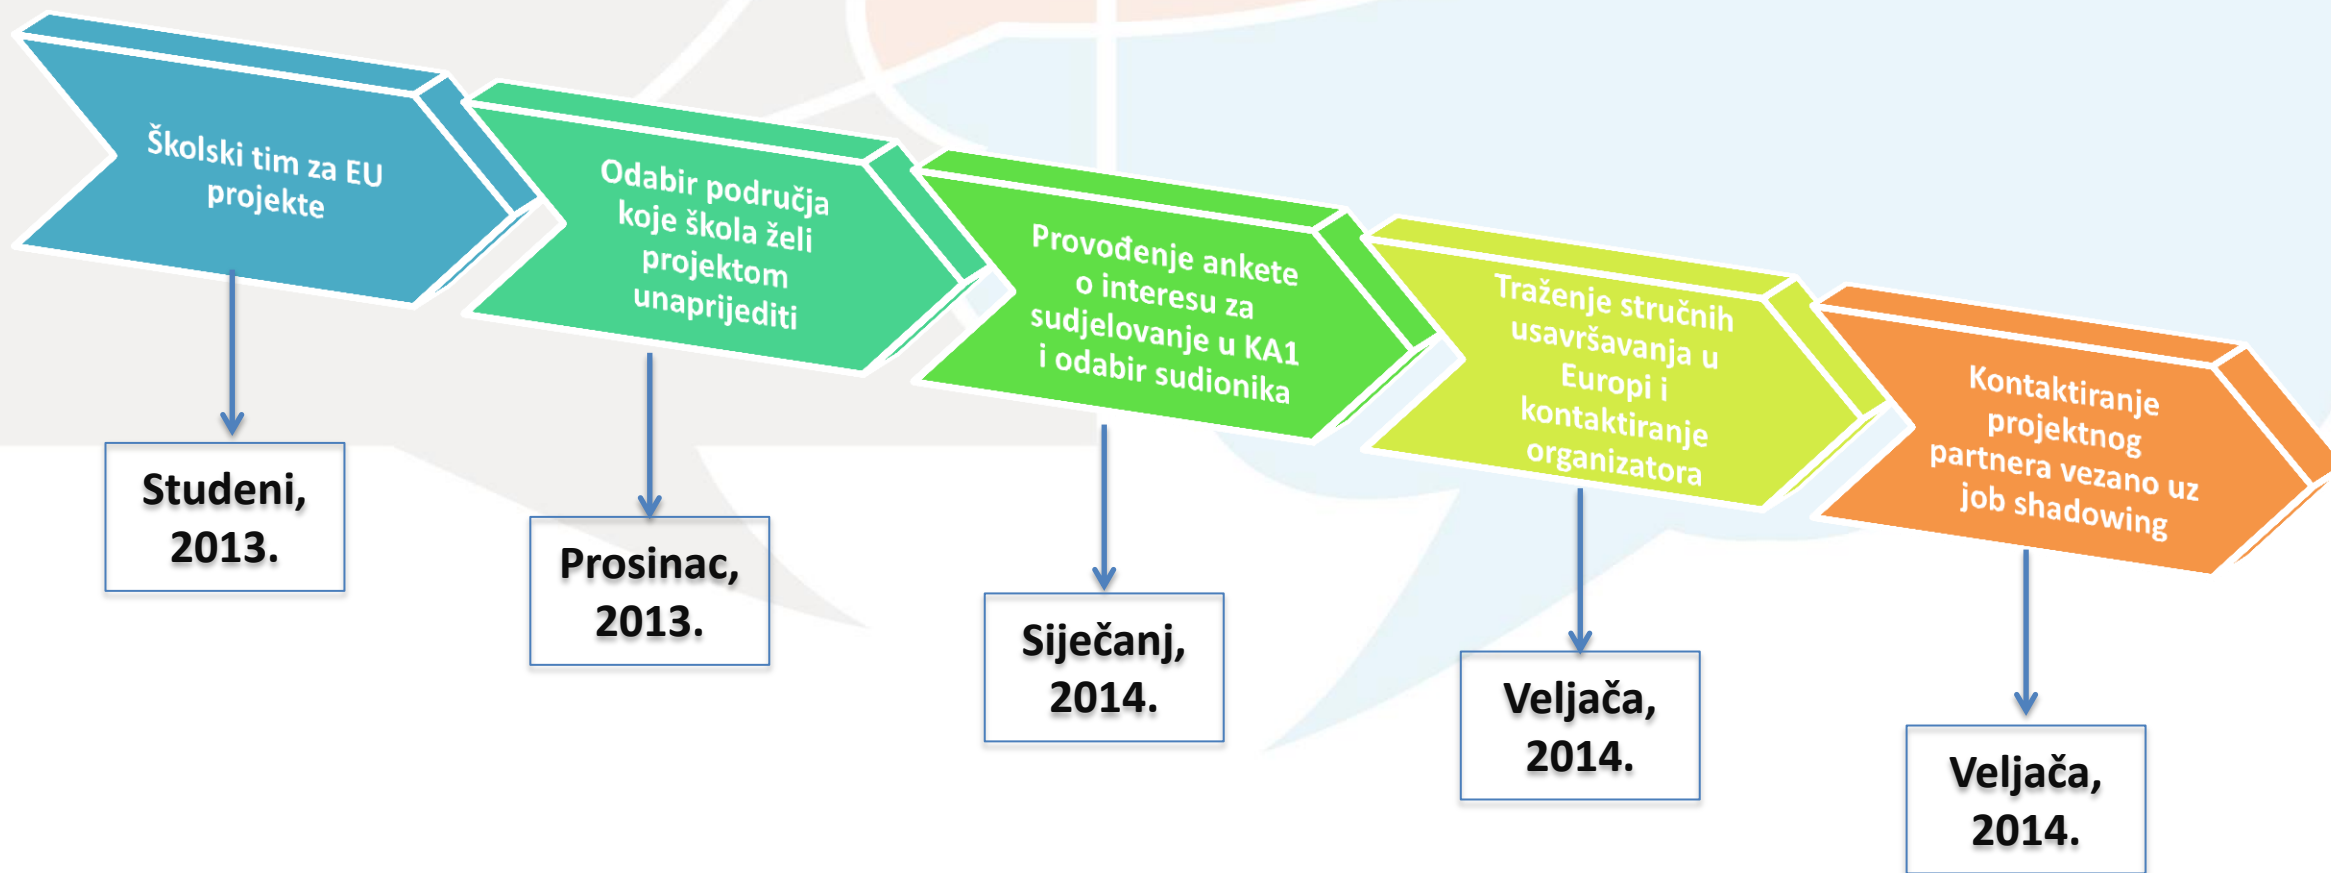 Školski tim za EU
projekte
Odabir područja
koje škola želi
projektom
unaprijediti
Provođenje ankete
o interesu za
sudjelovanje u KA1
i odabir sudionika
Traženje stručnih
usavršavanja u
Europi i
kontaktiranje
organizatora
Kontaktiranje
projektnog
partnera vezano uz
job shadowing
Studeni,
2013.
Prosinac,
2013.
Siječanj,
2014.
Veljača,
2014.
Veljača,
2014.